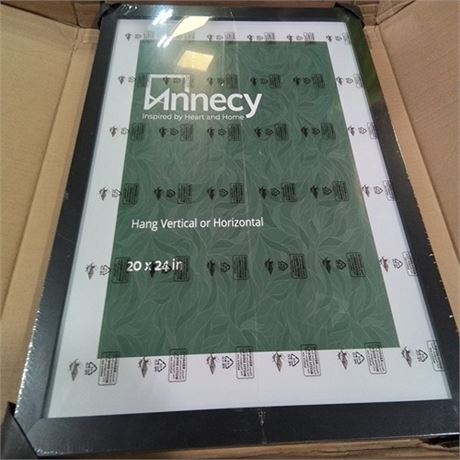 Annecy
Inspired by Heart and Home
Hang Vertical or Horizontal
20 x 24 in